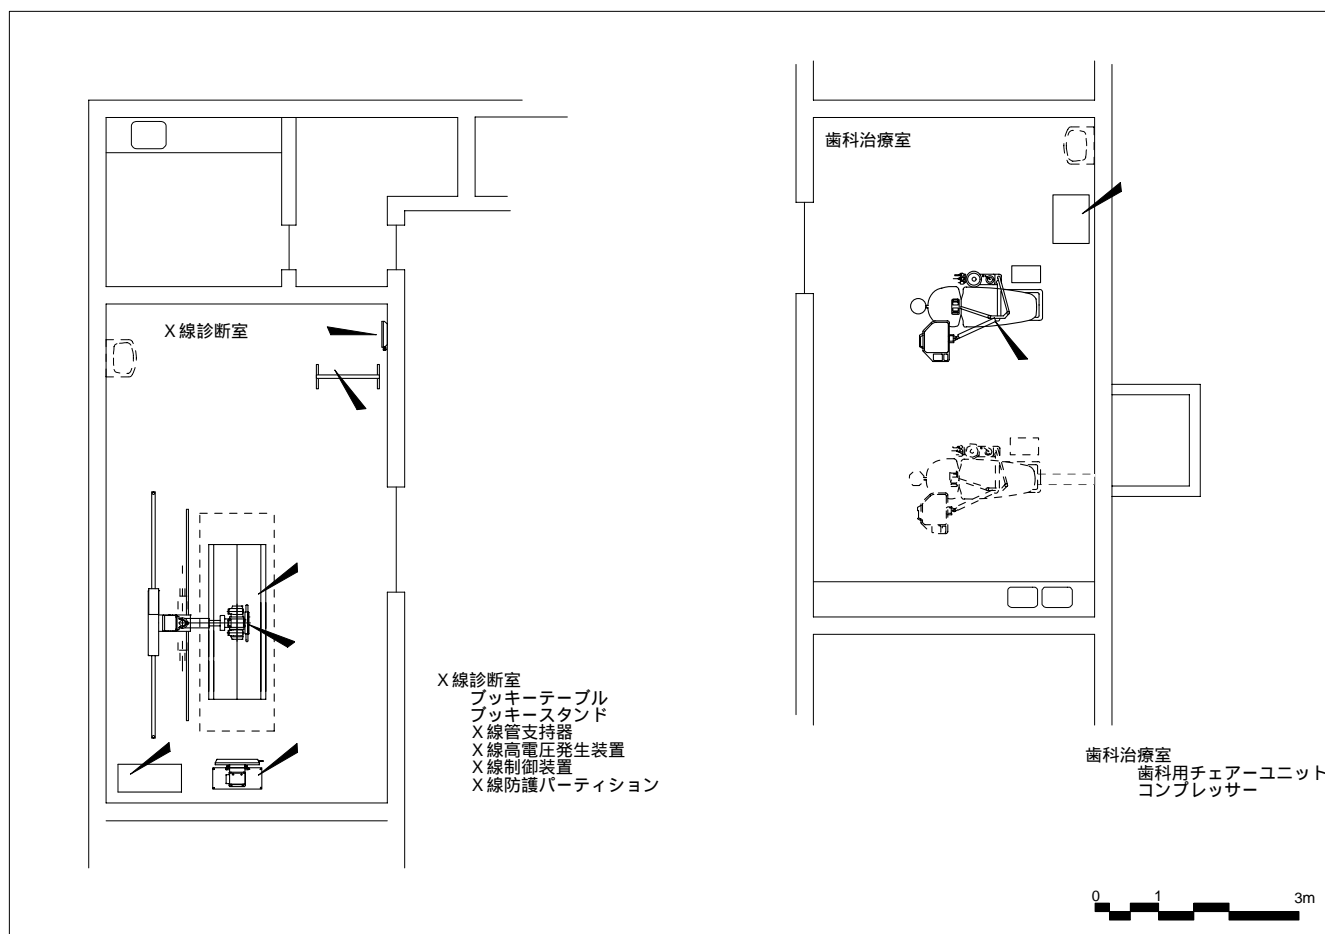 歯科治療室
X線診断室
X線診断室
ブッキーテーブル
ブッキースタンド
X線管支持器
X線高電圧発生装置
X線制御装置
X線防護パーティション
歯科治療室
歯科用チェアーユニット
コンプレッサー
0 1 3m